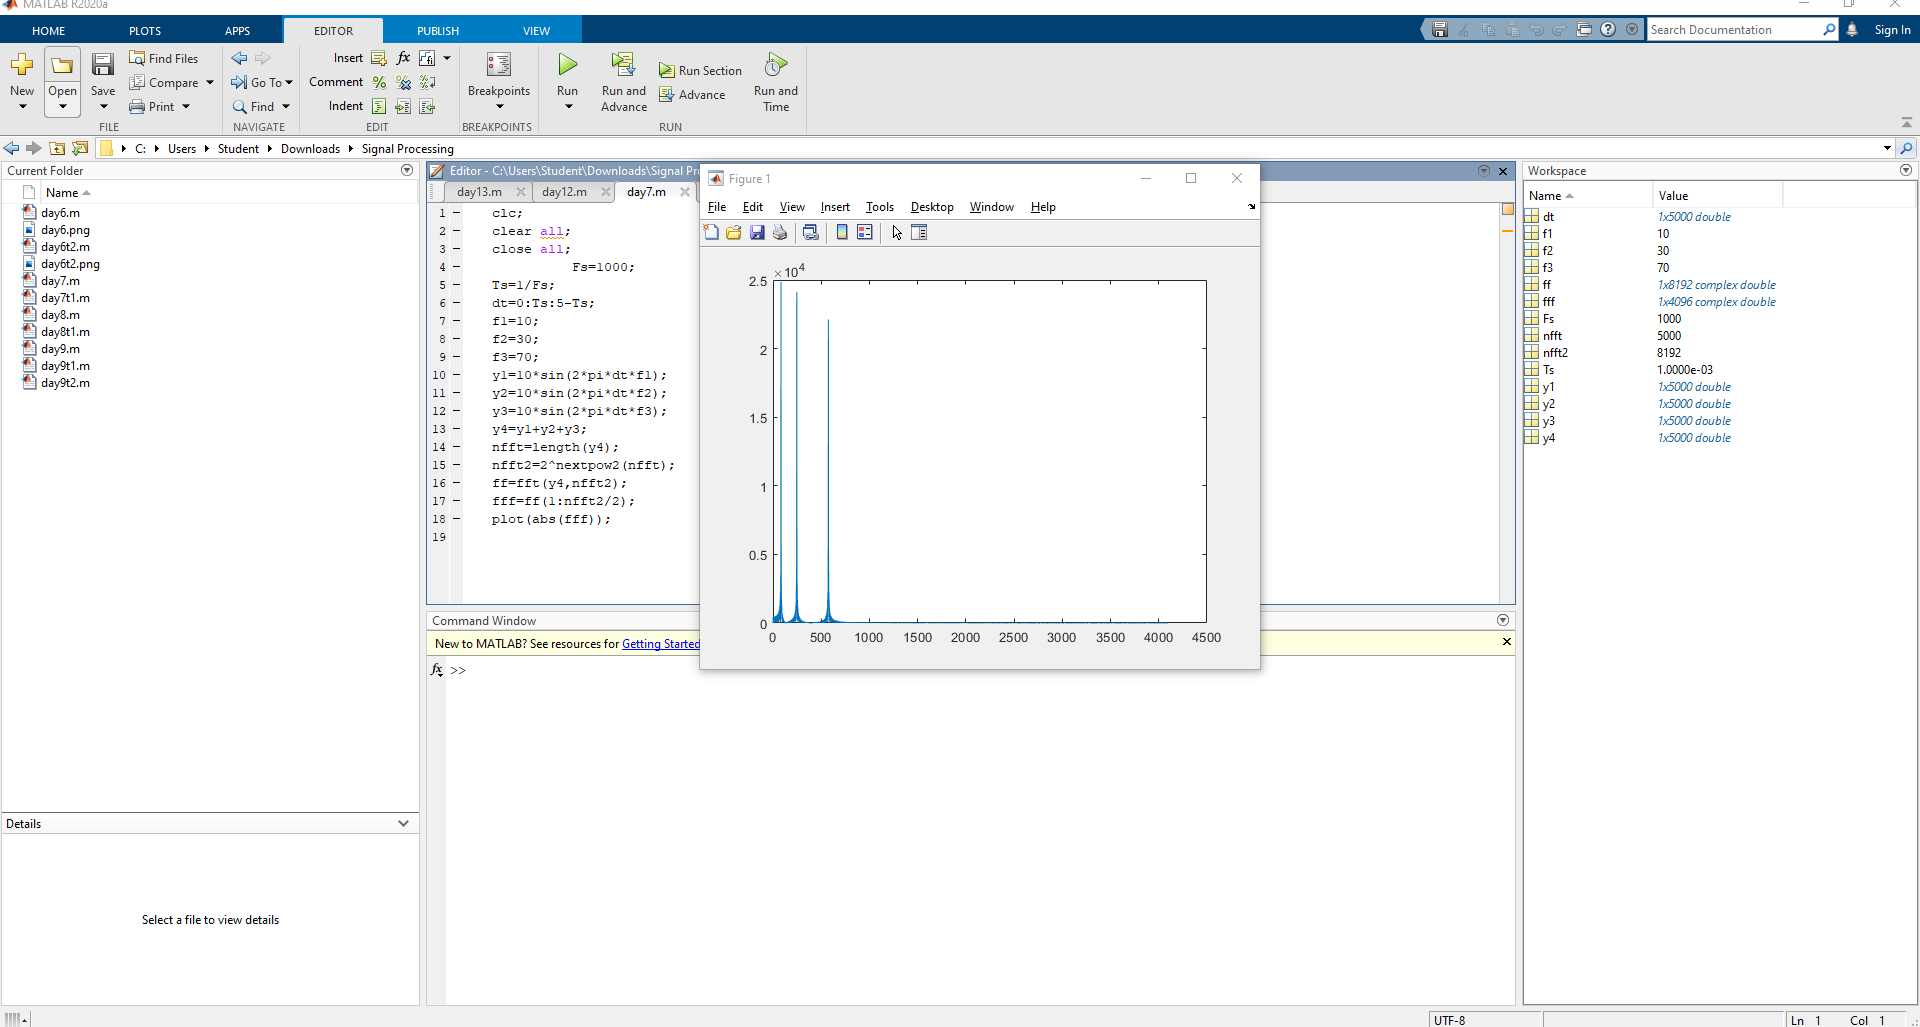 MATLAB R2020a
HOME PLOTS APPS EDITOR PUBLISH VIEW
Search Documentation
Sign In
New
Open
Save
Find Files
Compare
Print
FILE
Go To
Find
NAVIGATE
Insert
Comment
Indent
EDIT
Breakpoints
BREAKPOINTS
Run
Run and
Advance
Run Section
Advance
Run and
Time
RUN
C: Users Student Downloads Signal Processing
Current Folder
Name
day6.m
day6.png
day6t2.m
day6t2.png
day7.m
day7t1.m
day8.m
day8t1.m
day9.m
day9t1.m
day9t2.m
Details
Select a file to view details
Editor - C:\Users\Student\Downloads\Signal Pr
day13.m day12.m day7.m
1 clc;
2 clear all;
3 close all;
4 Fs=1000;
5 Ts=1/Fs;
6 dt=0:Ts:5-Ts;
7 f1=10;
8 f2=30;
9 f3=70;
10 y1=10*sin(2*pi*dt*f1);
11 y2=10*sin(2*pi*dt*f2);
12 y3=10*sin(2*pi*dt*f3);
13 y4=y1+y2+y3;
14 nfft=length(y4);
15 nfft2=2^nextpow2(nfft);
16 ff=fft(y4,nfft2);
17 fff=ff(1:nfft2/2);
18 plot(abs(fff));
19
Figure 1
File Edit View Insert Tools Desktop Window Help
×10^4
2.5
2
1.5
1
0.5
0
0 500 1000 1500 2000 2500 3000 3500 4000 4500
Command Window
New to MATLAB? See resources for Getting Started
fx >>
Workspace
Name Value
dt 1x5000 double
f1 10
f2 30
f3 70
ff 1x8192 complex double
fff 1x4096 complex double
Fs 1000
nfft 5000
nfft2 8192
Ts 1.0000e-03
y1 1x5000 double
y2 1x5000 double
y3 1x5000 double
y4 1x5000 double
UTF-8
Ln 1 Col 1